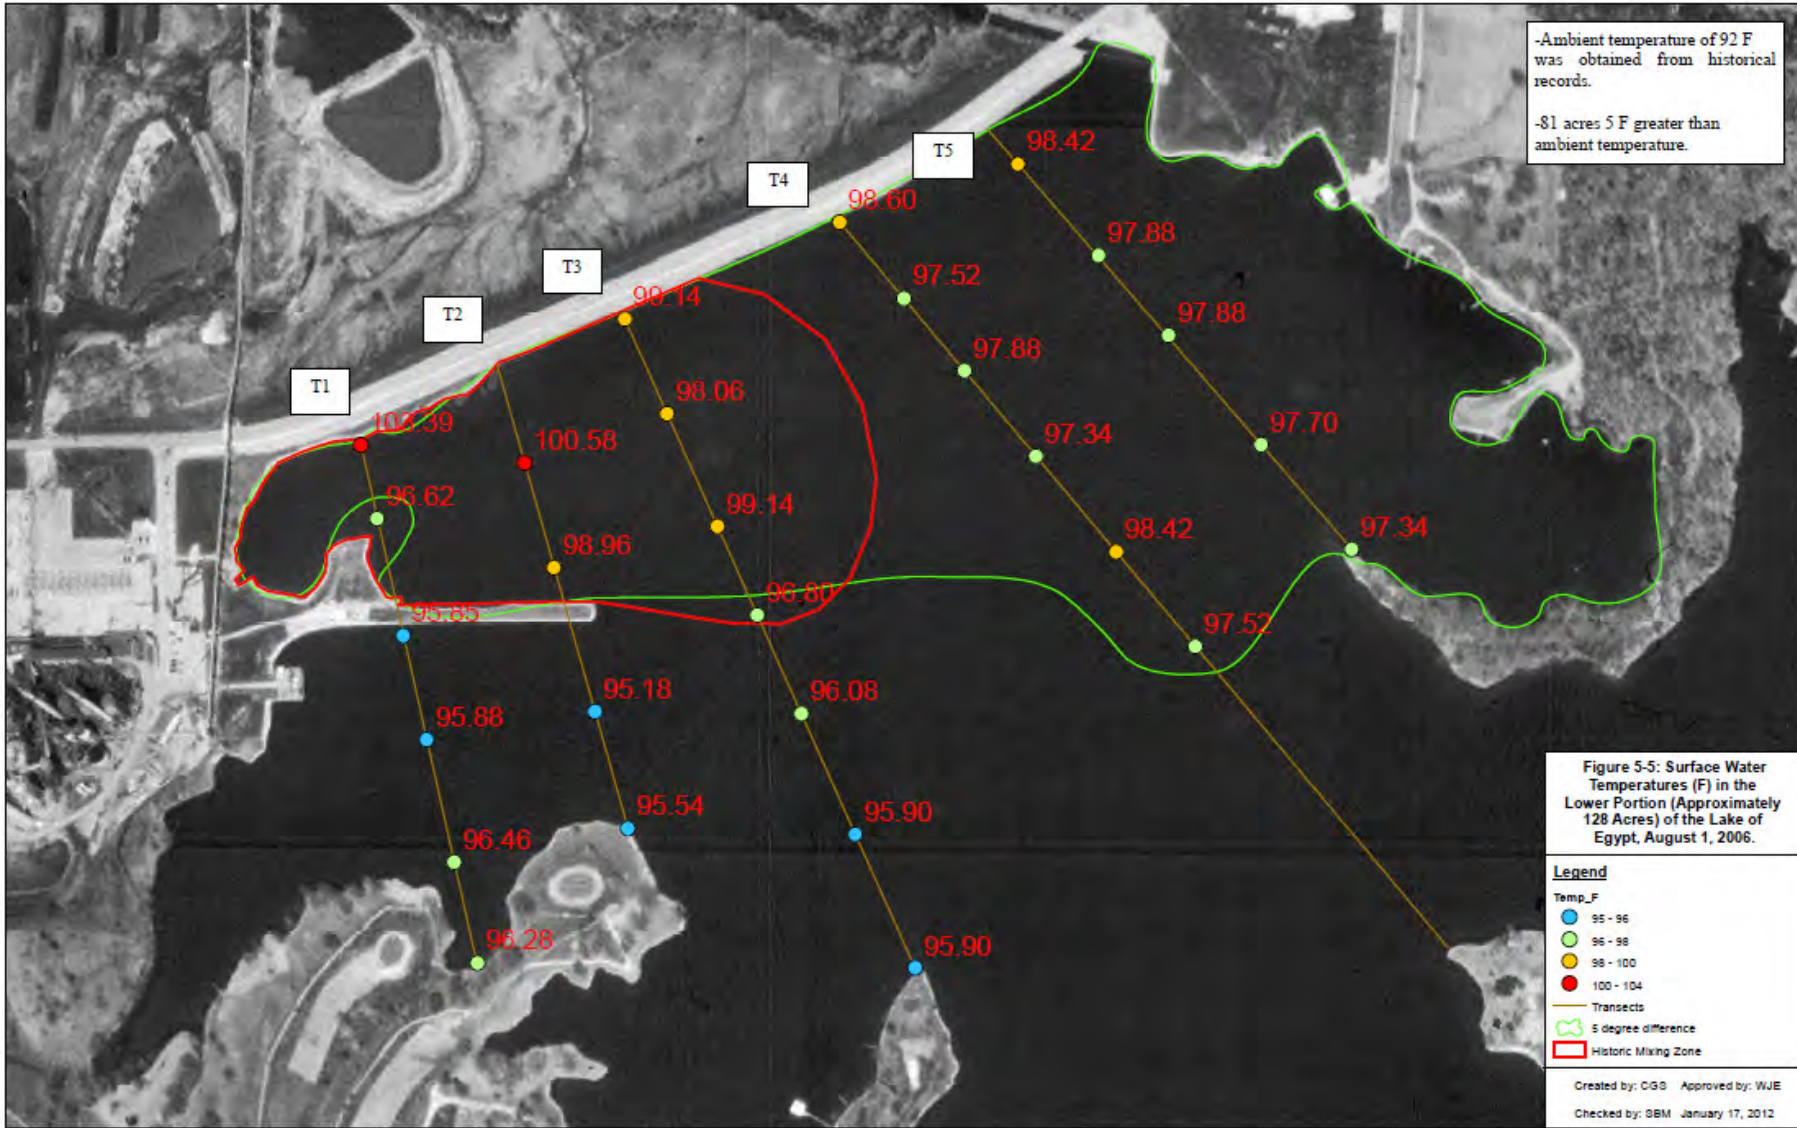 -Ambient temperature of 92 F
was obtained from historical
records.
-81 acres 5 F greater than
ambient temperature.
T5
98.42
T4
98.60
97.88
T3
97.52
99.14
97.88
T2
97.88
T1
98.06
103.39
100.58
97.34
97.70
96.62
99.14
98.42
97.34
98.96
96.80
95.85
97.52
95.88
95.18
96.08
96.46
95.54
95.90
96.28
95.90
Figure 5-5: Surface Water
Temperatures (F) in the
Lower Portion (Approximately
128 Acres) of the Lake of
Egypt, August 1, 2006.
Legend
Temp_F
95 - 96
96 - 98
98 - 100
100 - 104
Transects
5 degree difference
Historic Mixing Zone
Created by: CGS Approved by: WJE
Checked by: SBM January 17, 2012